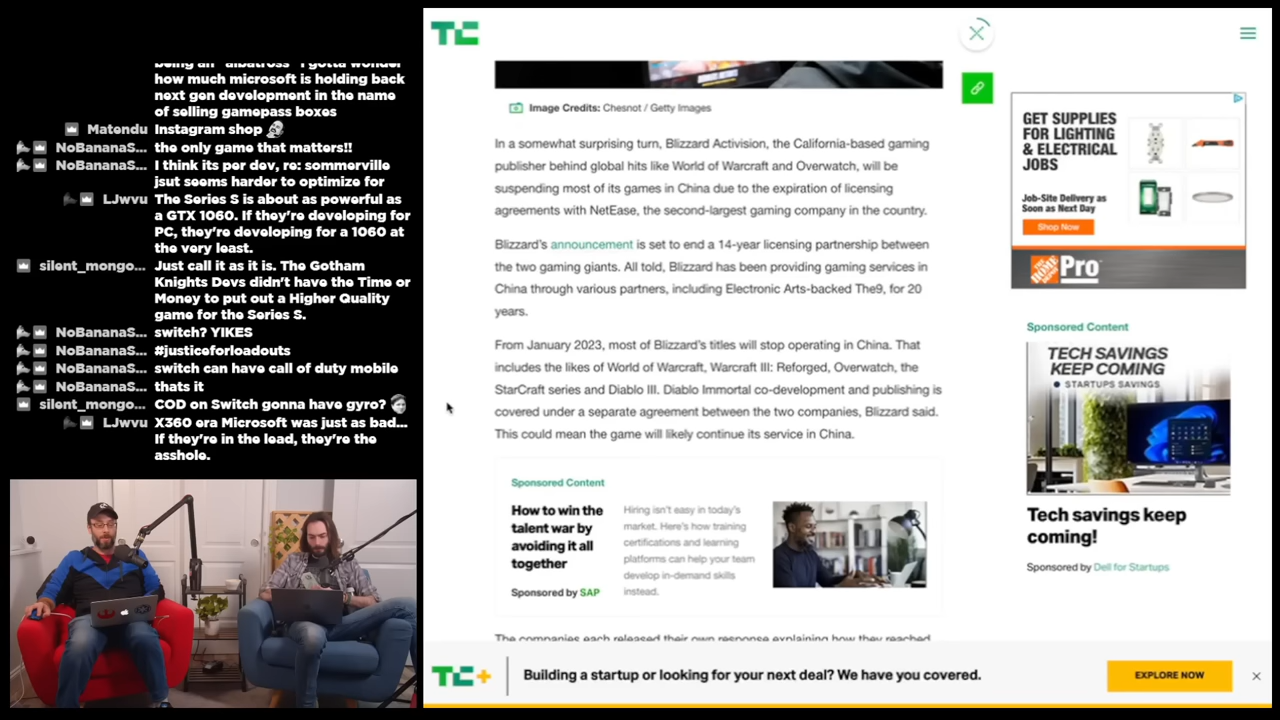 being an "albatross" I gotta wonder
how much microsoft is holding back
next gen development in the name
of selling gamepass boxes
Matendu Instagram shop
NoBananaS... the only game that matters!!
NoBananaS... I think its per dev, re: sommerville
jsut seems harder to optimize for
LJwvu The Series S is about as powerful as
a GTX 1060. If they're developing for
PC, they're developing for a 1060 at
the very least.
silent_mongo... Just call it as it is. The Gotham
Knights Devs didn't have the Time or
Money to put out a Higher Quality
game for the Series S.
NoBananaS... switch? YIKES
NoBananaS... #justiceforloadouts
NoBananaS... switch can have call of duty mobile
NoBananaS... thats it
silent_mongo... COD on Switch gonna have gyro?
LJwvu 360 era Microsoft was just as bad...
If they're in the lead, they're the
asshole.
TC
Image Credits: Chesnot / Getty Images
In a somewhat surprising turn, Blizzard Activision, the California-based gaming
publisher behind global hits like World of Warcraft and Overwatch, will be
suspending most of its games in China due to the expiration of licensing
agreements with NetEase, the second-largest gaming company in the country.
Blizzard's announcement is set to end a 14-year licensing partnership between
the two gaming giants. All told, Blizzard has been providing gaming services in
China through various partners, including Electronic Arts-backed The9, for 20
years.
From January 2023, most of Blizzard's titles will stop operating in China. That
includes the likes of World of Warcraft, Warcraft III: Reforged, Overwatch, the
StarCraft series and Diablo III. Diablo Immortal co-development and publishing is
covered under a separate agreement between the two companies, Blizzard said.
This could mean the game will likely continue its service in China.
Sponsored Content
How to win the
talent war by
avoiding it all
together
Sponsored by SAP
Hiring isn't easy in today's
market. Here's how training
certifications and learning
platforms can help your team
develop in-demand skills
instead.
The companies each released their own response explaining how they reached
GET SUPPLIES
FOR LIGHTING
& ELECTRICAL
JOBS
Job-Site Delivery as
Soon as Next Day
Shop Now
Pro
Sponsored Content
TECH SAVINGS
KEEP COMING
STARTUPS SAVINGS
Tech savings keep
coming!
Sponsored by Dell for Startups
TC+
Building a startup or looking for your next deal? We have you covered.
EXPLORE NOW